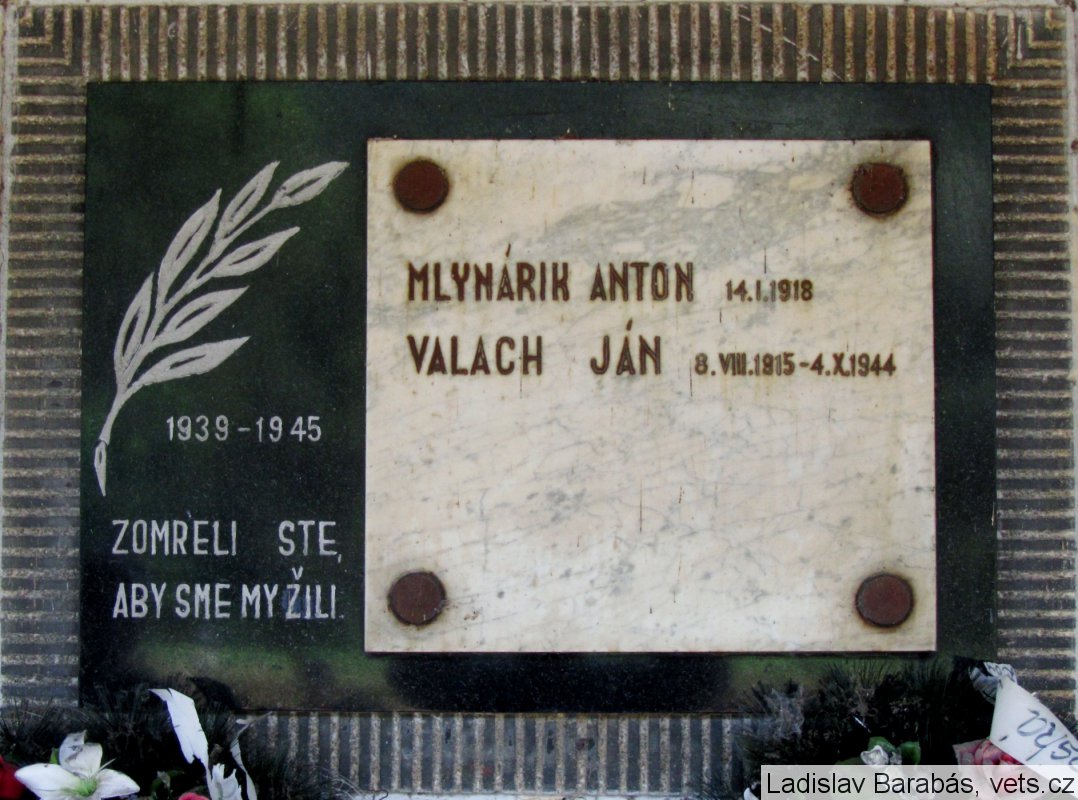 MLYNÁRIK ANTON 14.I.1918
VALACH JÁN 8.VIII.1915-4.X.1944
1939-1945
ZOMRELI STE,
ABY SME MY ŽILI.
Ladislav Barabás, vets.cz